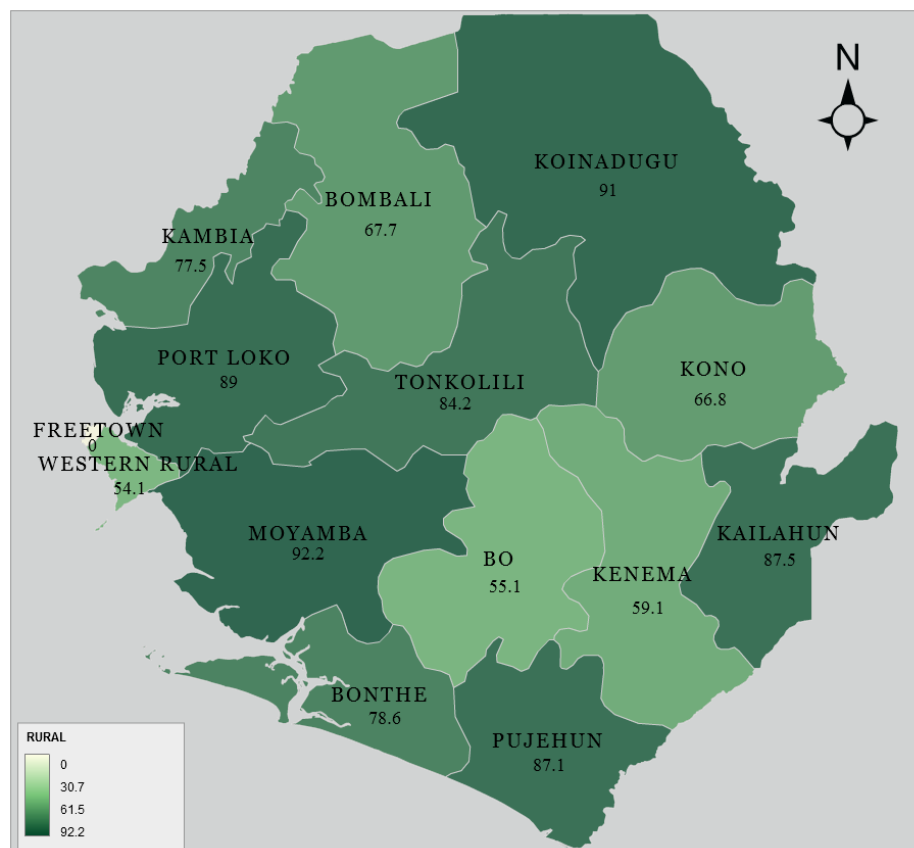 N
KOINADUGU
91
BOMBALI
67.7
KAMBIA
77.5
PORT LOKO
89
KONO
66.8
TONKOLILI
84.2
FREETOWN
0
WESTERN RURAL
54.1
MOYAMBA
92.2
KAILAHUN
87.5
BO
55.1
KENEMA
59.1
BONTHE
78.6
PUJEHUN
87.1
RURAL
0
30.7
61.5
92.2